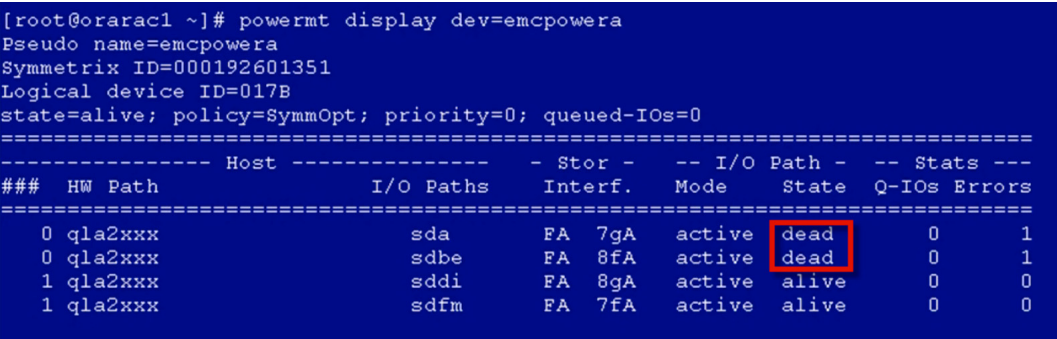 [root@orarac1 ~]# powermt display dev=emcpowera
Pseudo name=emcpowera
Symmetrix ID=000192601351
Logical device ID=017B
state=alive; policy=SymmOpt; priority=0; queued-IOs=0
==============================================================================
---------------- Host ---------------   - Stor -   -- I/O Path -  -- Stats ---
###  HW Path                I/O Paths    Interf.   Mode    State  Q-IOs Errors
==============================================================================
   0 qla2xxx                   sda       FA  7gA   active  dead       0      1
   0 qla2xxx                   sdbe      FA  8fA   active  dead       0      1
   1 qla2xxx                   sddi      FA  8gA   active  alive      0      0
   1 qla2xxx                   sdfm      FA  7fA   active  alive      0      0